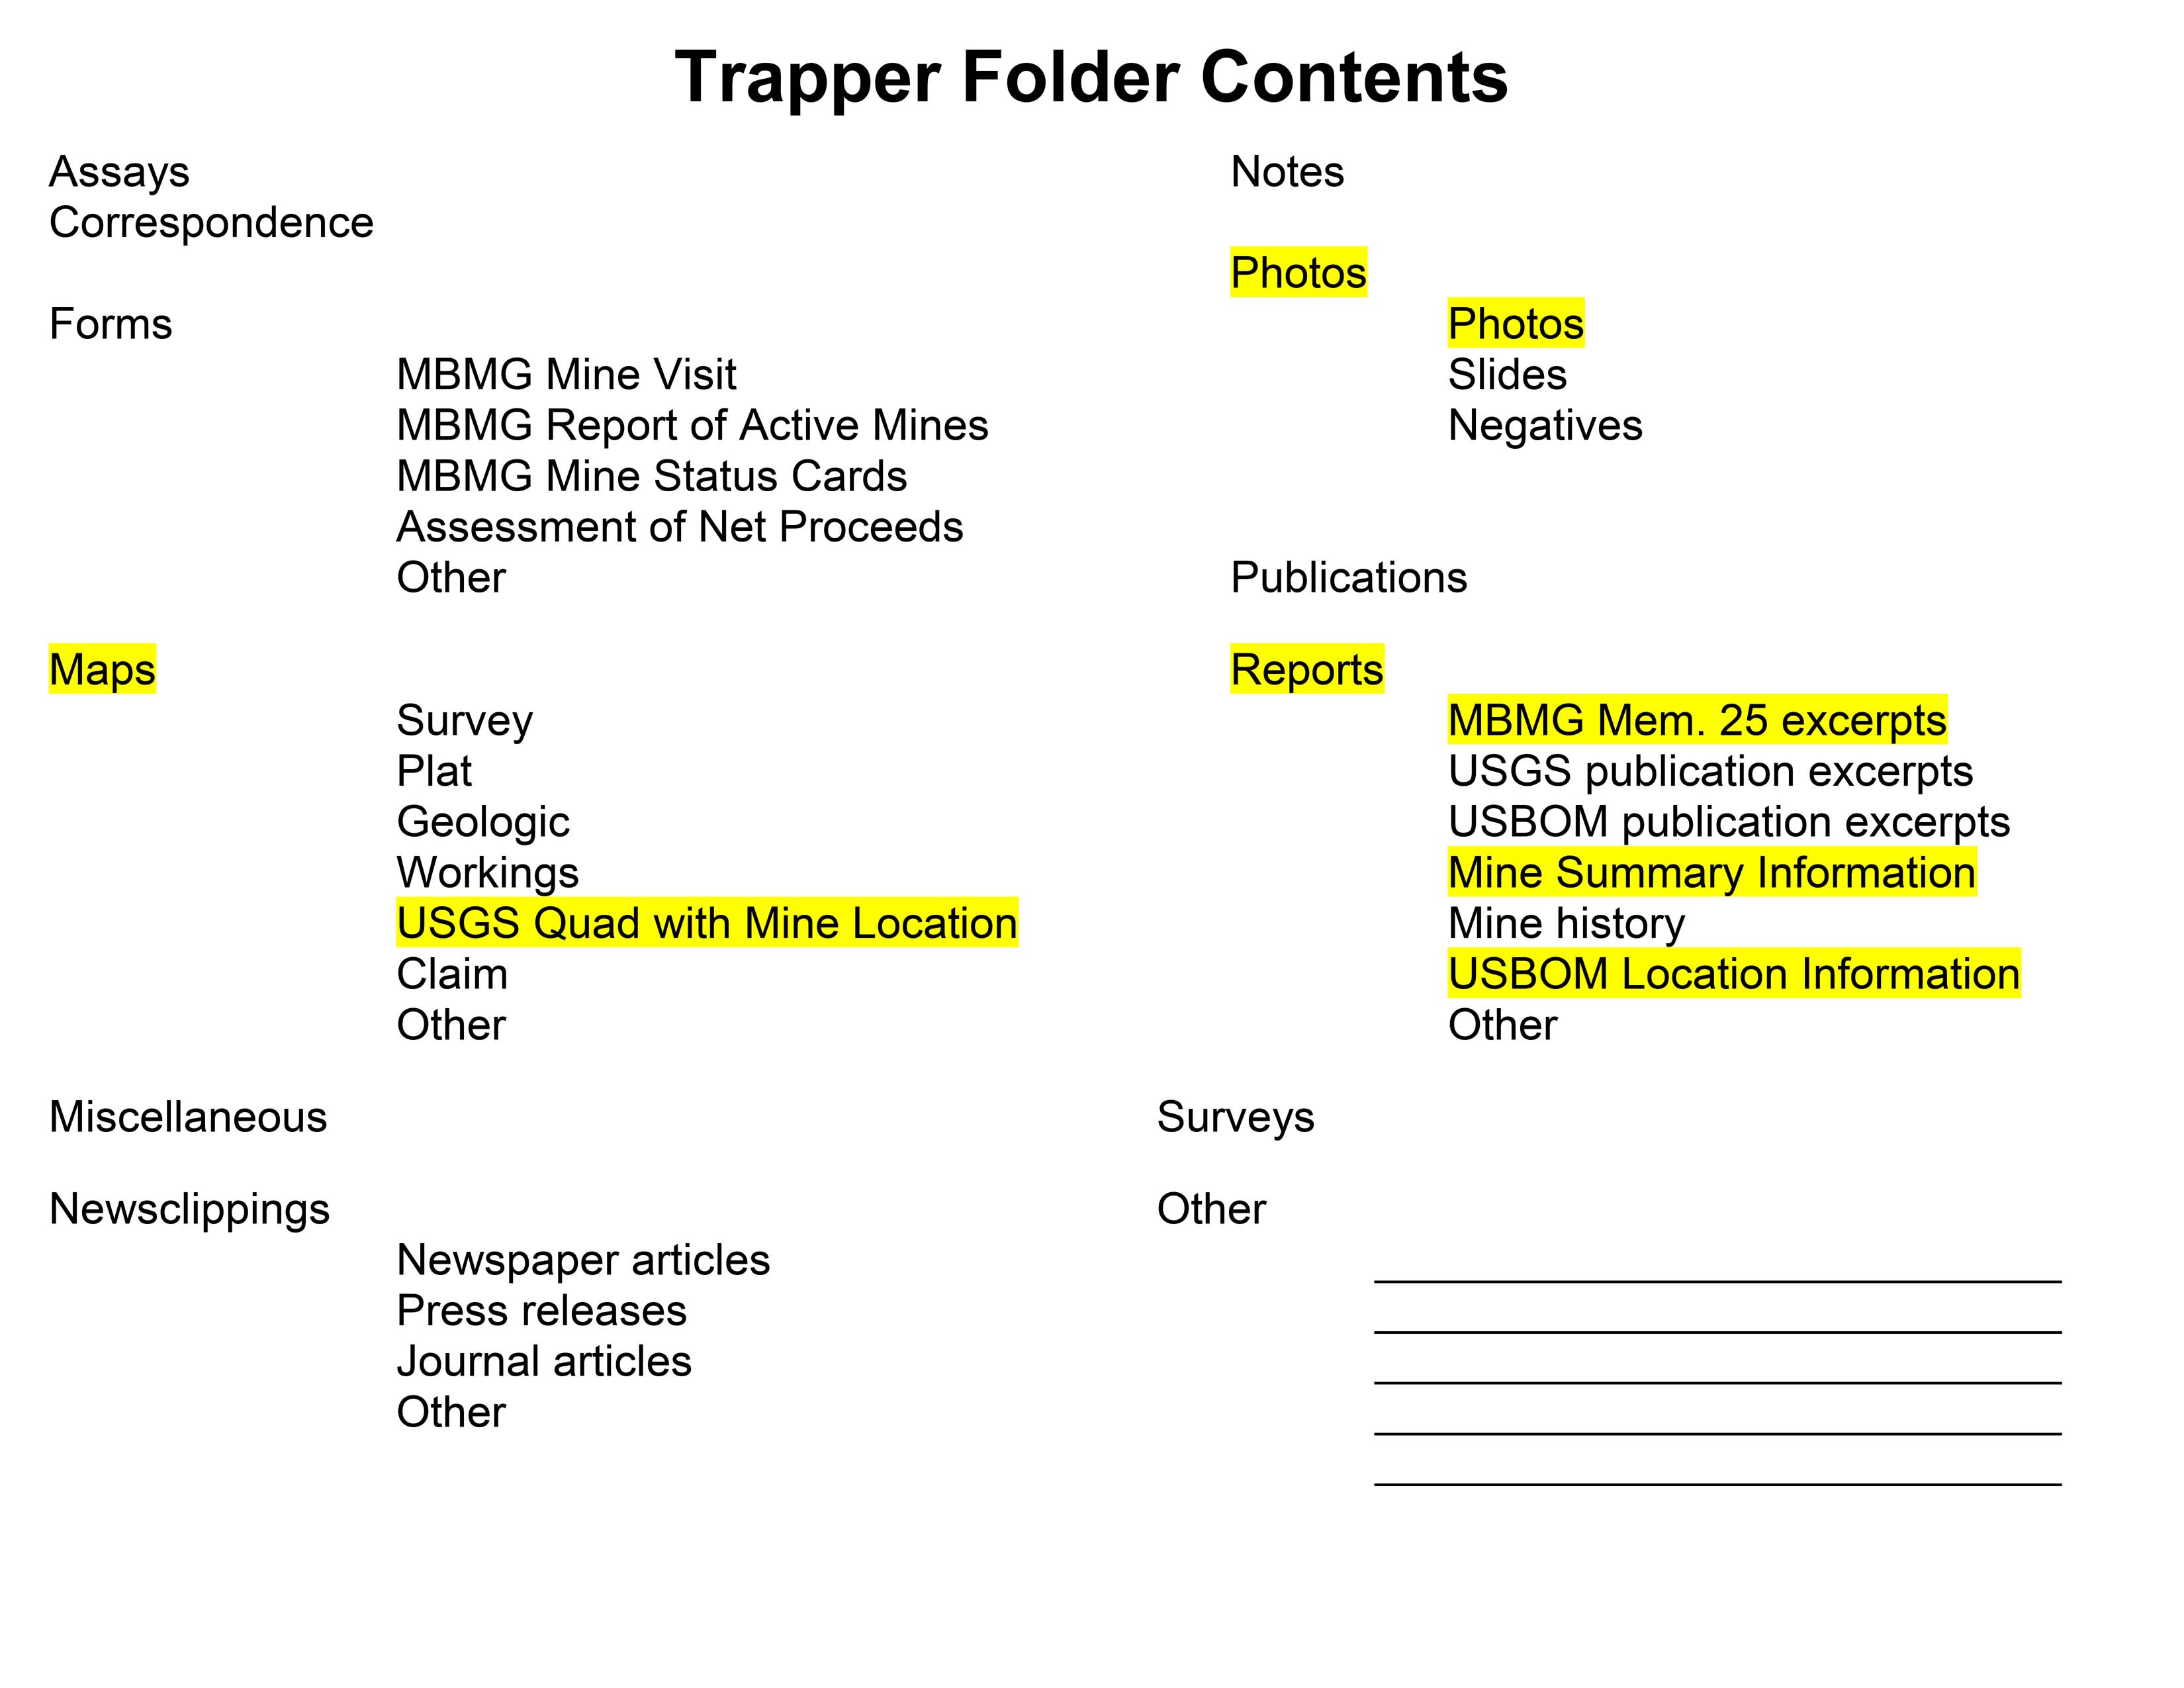 Trapper Folder Contents
Assays
Correspondence
Forms
MBMG Mine Visit
MBMG Report of Active Mines
MBMG Mine Status Cards
Assessment of Net Proceeds
Other
Maps
Survey
Plat
Geologic
Workings
USGS Quad with Mine Location
Claim
Other
Miscellaneous
Newsclippings
Newspaper articles
Press releases
Journal articles
Other
Notes
Photos
Photos
Slides
Negatives
Publications
Reports
MBMG Mem. 25 excerpts
USGS publication excerpts
USBOM publication excerpts
Mine Summary Information
Mine history
USBOM Location Information
Other
Surveys
Other